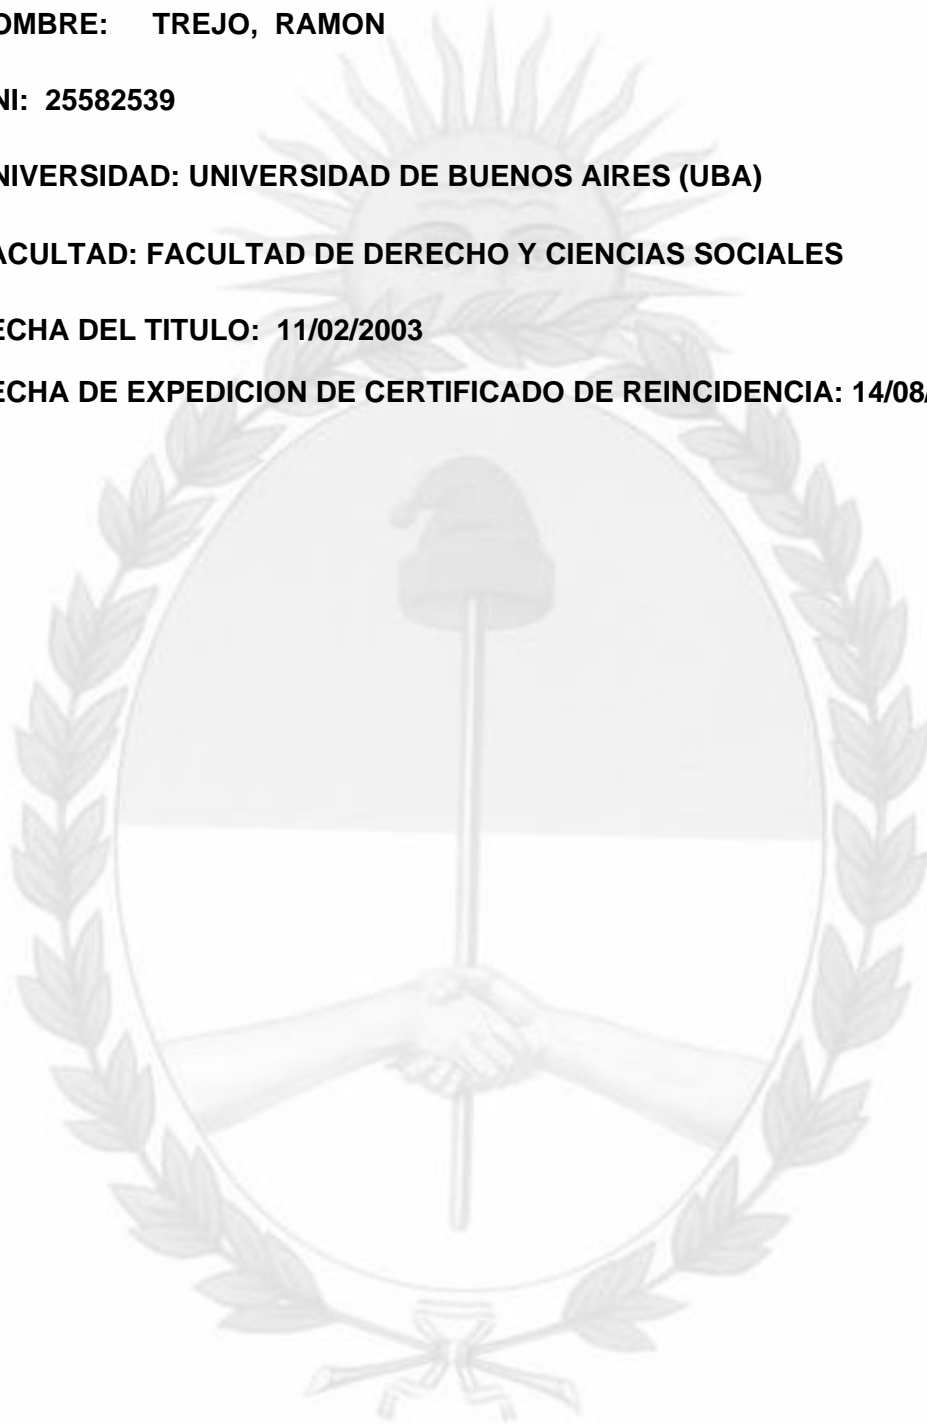 OMBRE: TREJO, RAMON
NI: 25582539
NIVERSIDAD: UNIVERSIDAD DE BUENOS AIRES (UBA)
ACULTAD: FACULTAD DE DERECHO Y CIENCIAS SOCIALES
ECHA DEL TITULO: 11/02/2003
ECHA DE EXPEDICION DE CERTIFICADO DE REINCIDENCIA: 14/08/